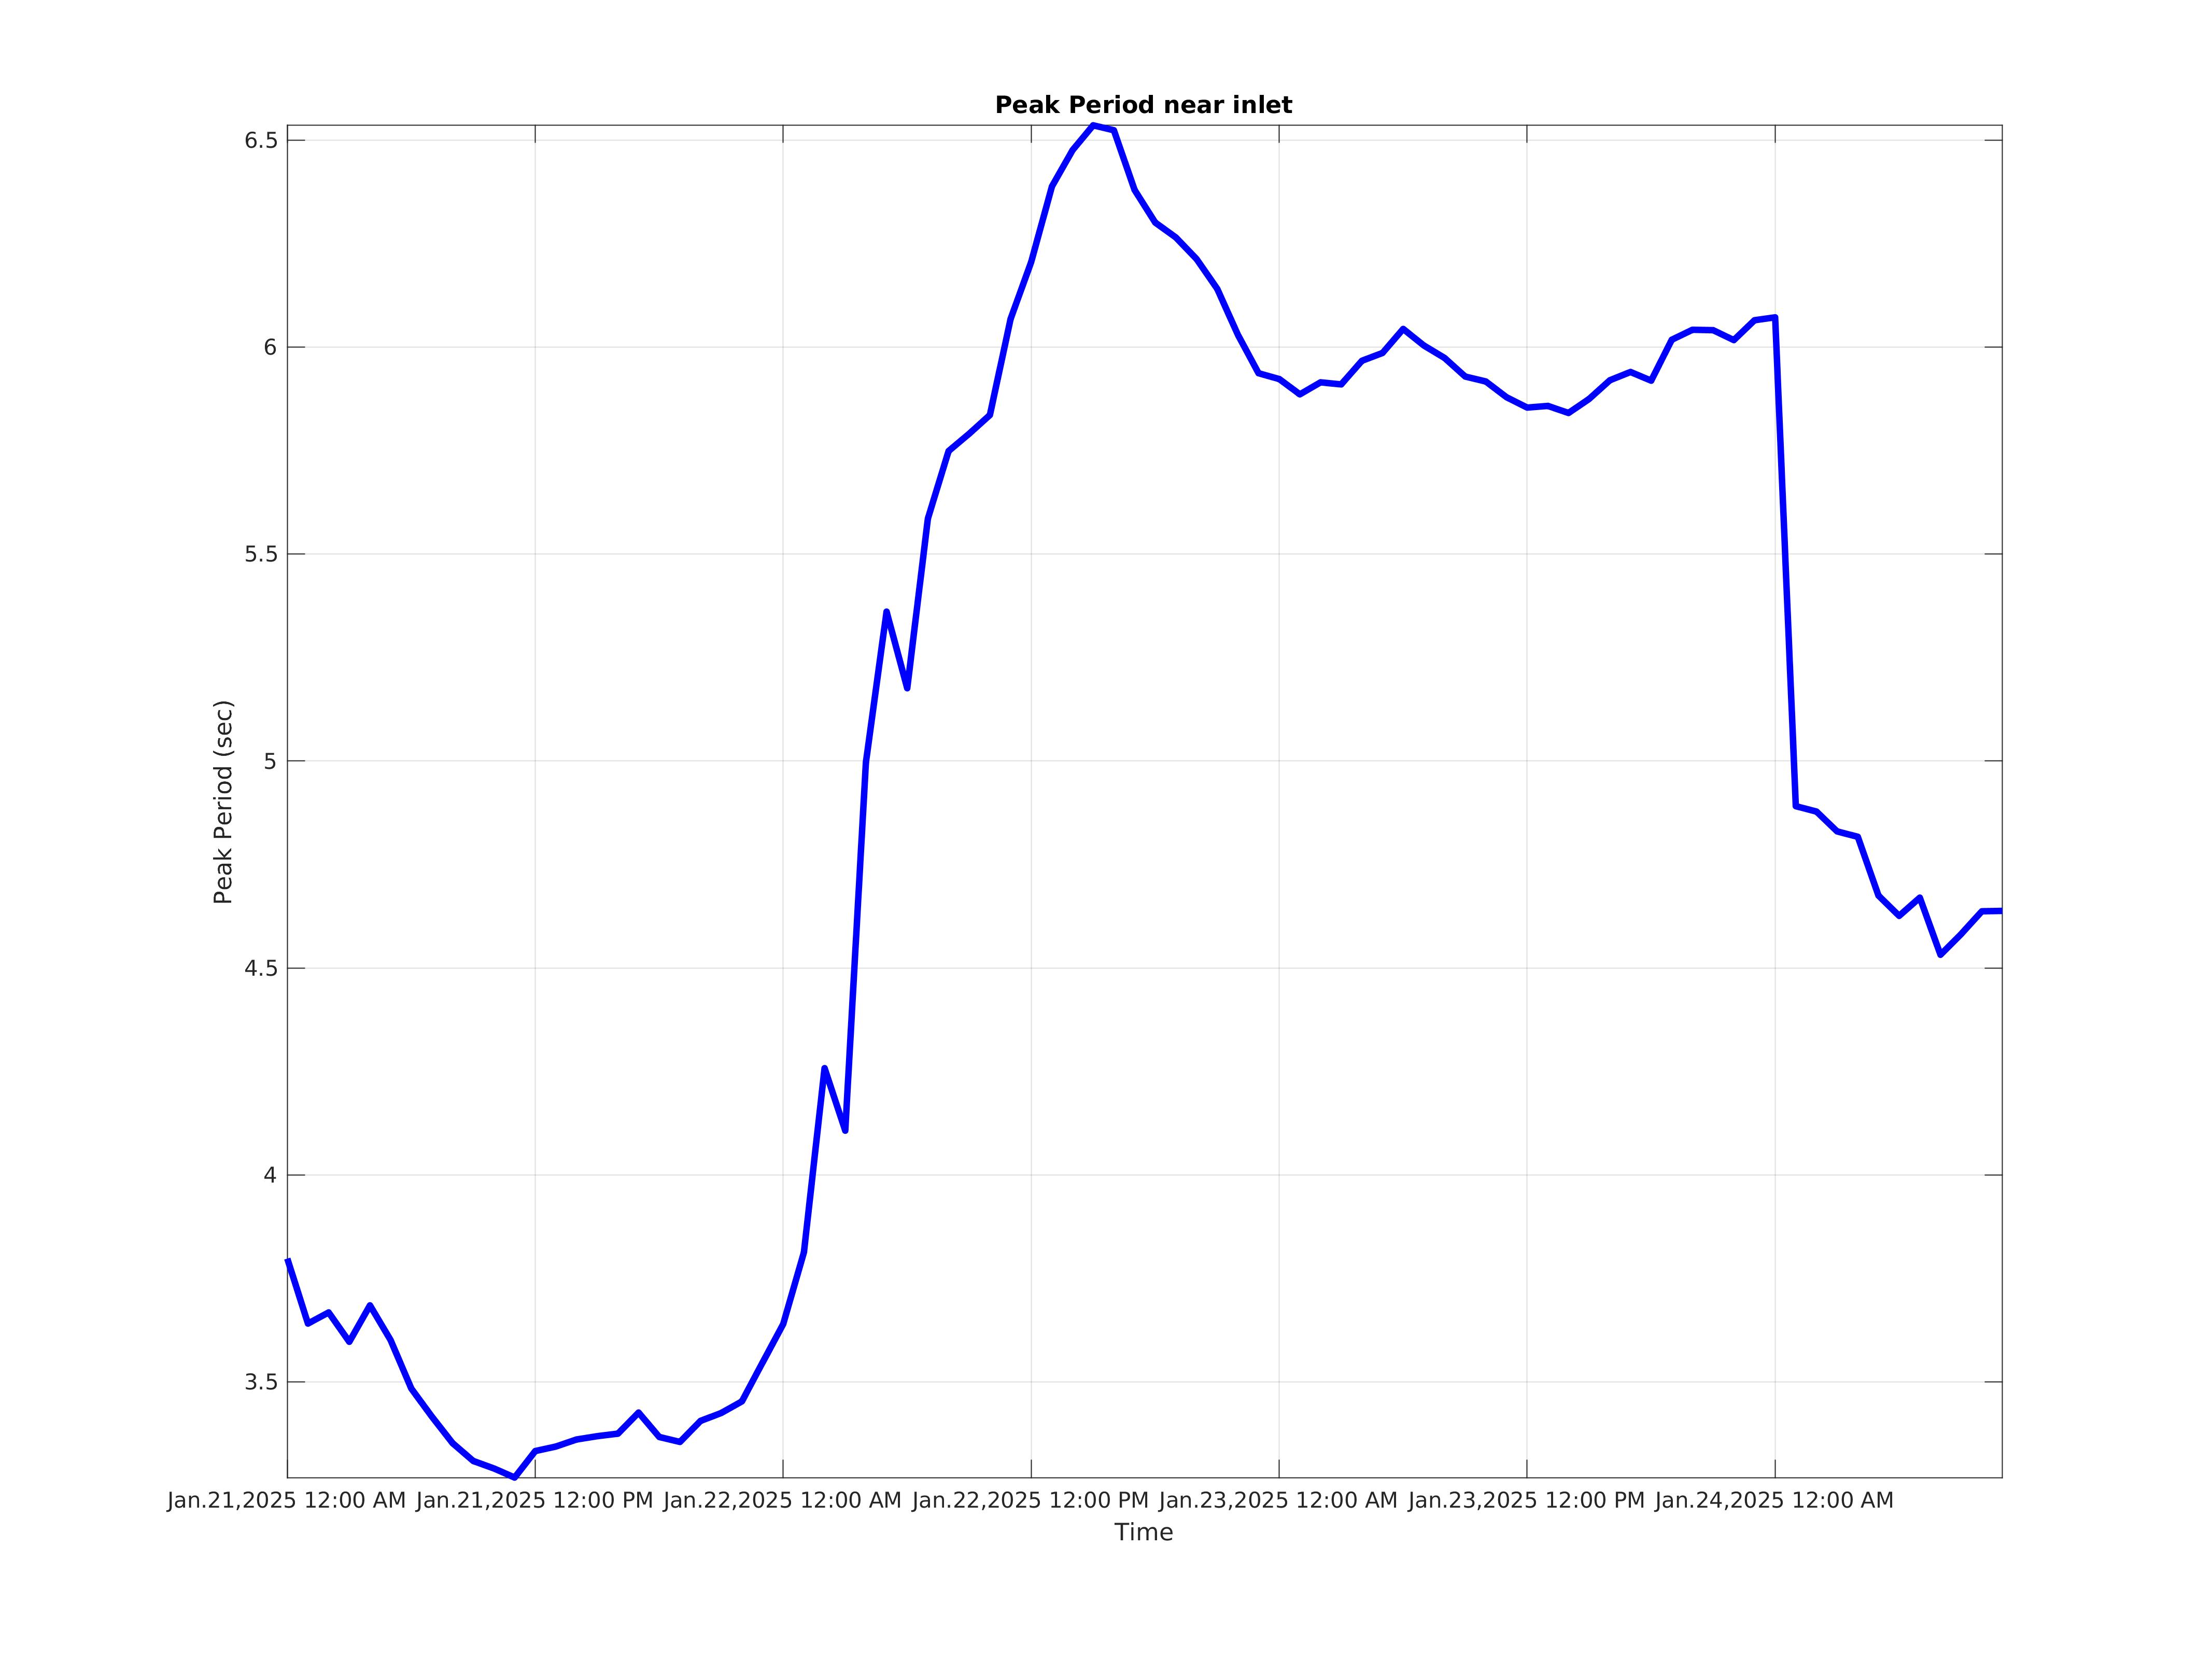 Peak Period near inlet
6.5
6
5.5
5
4.5
4
3.5
Peak Period (sec)
Jan.21,2025 12:00 AM Jan.21,2025 12:00 PM Jan.22,2025 12:00 AM Jan.22,2025 12:00 PM Jan.23,2025 12:00 AM Jan.23,2025 12:00 PM Jan.24,2025 12:00 AM
Time